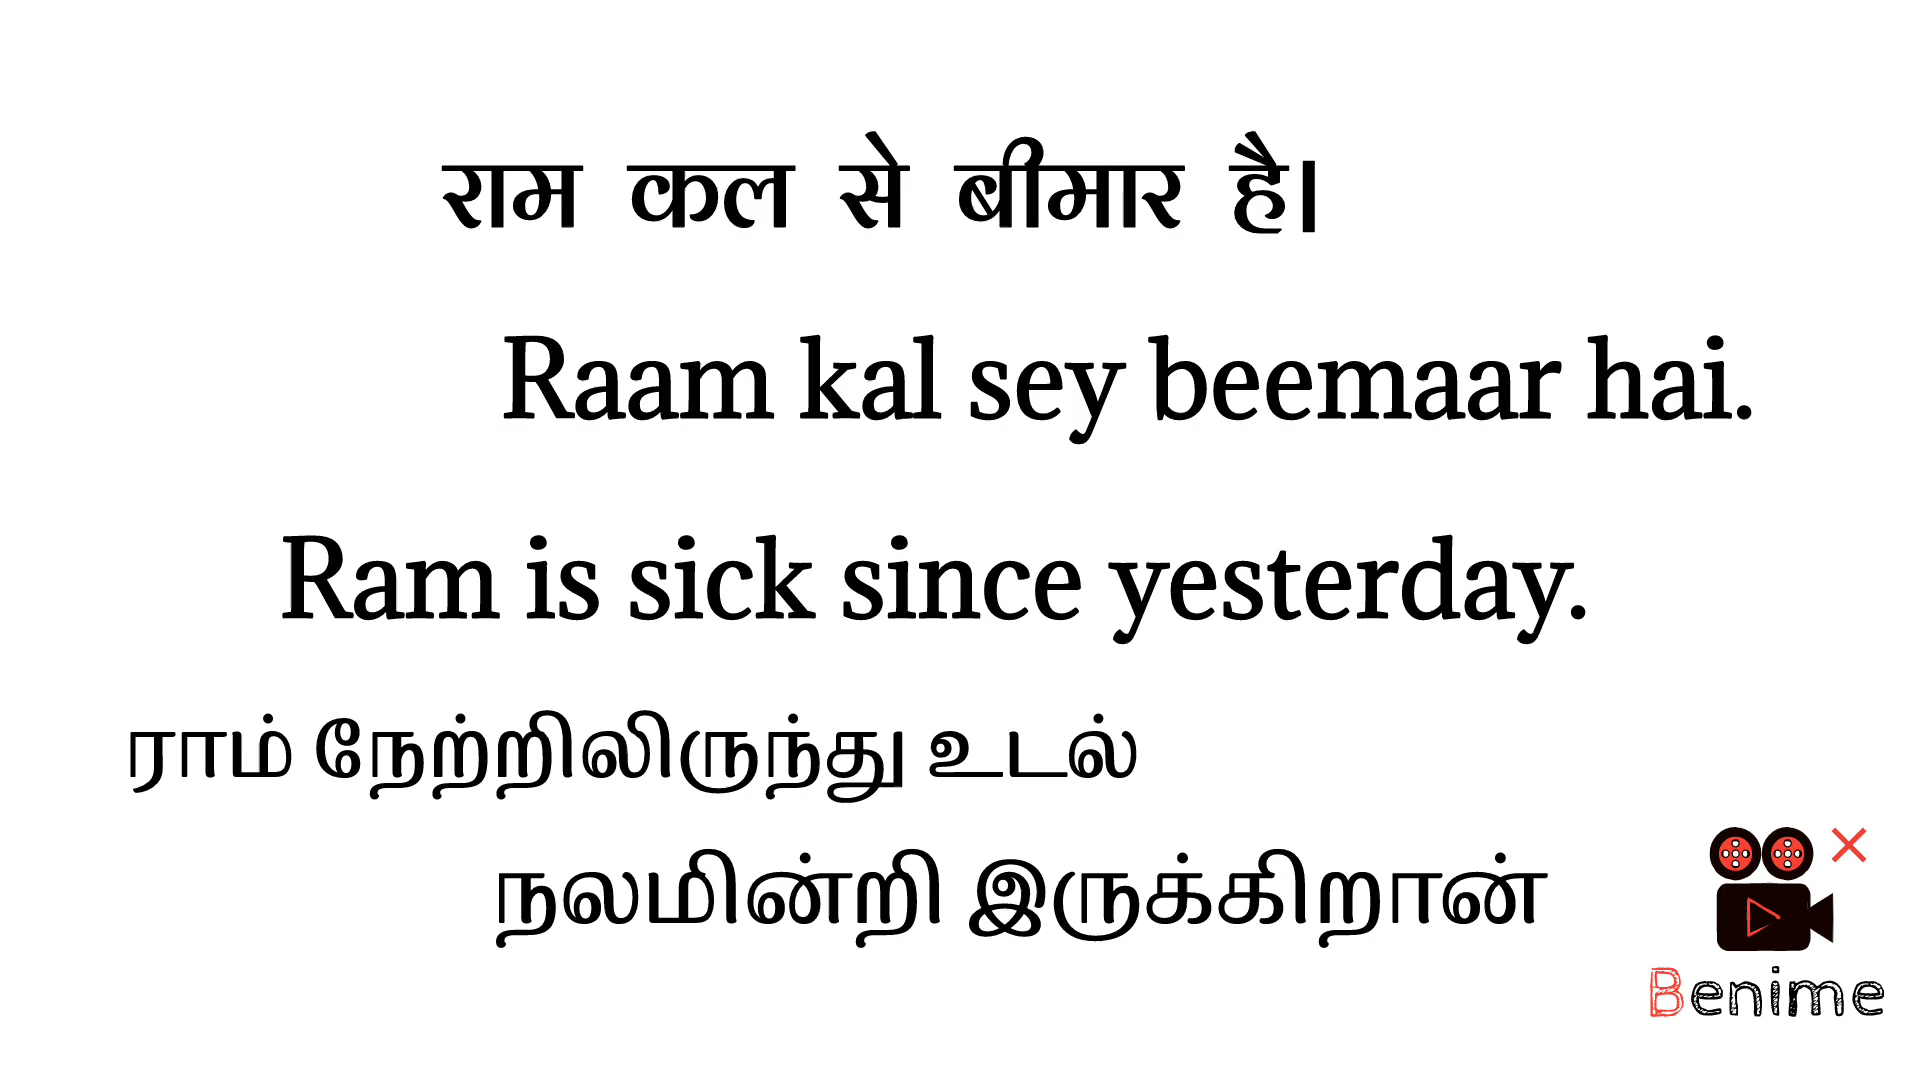 राम कल से बीमार है।
Raam kal sey beemaar hai.
Ram is sick since yesterday.
ராம் நேற்றிலிருந்து உடல்
நலமின்றி இருக்கிறான்
Benime